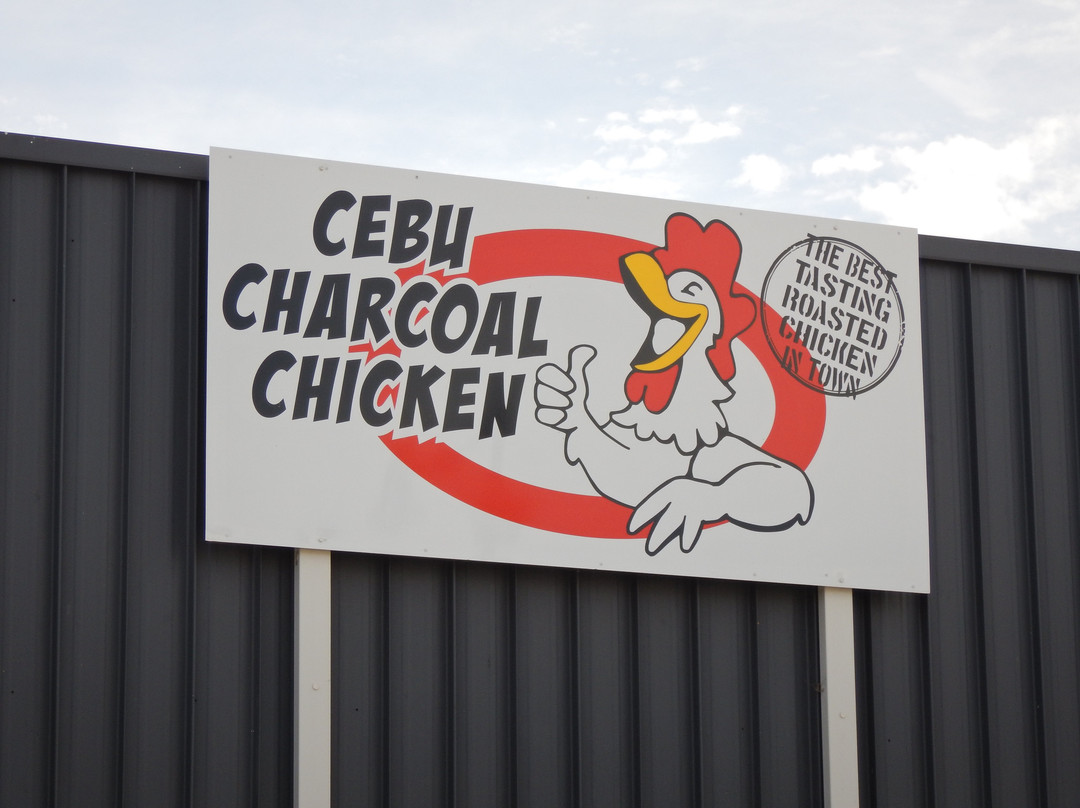 CEBU
CHARCOAL
CHICKEN
THE BEST
TASTING
ROASTED
CHICKEN
IN TOWN